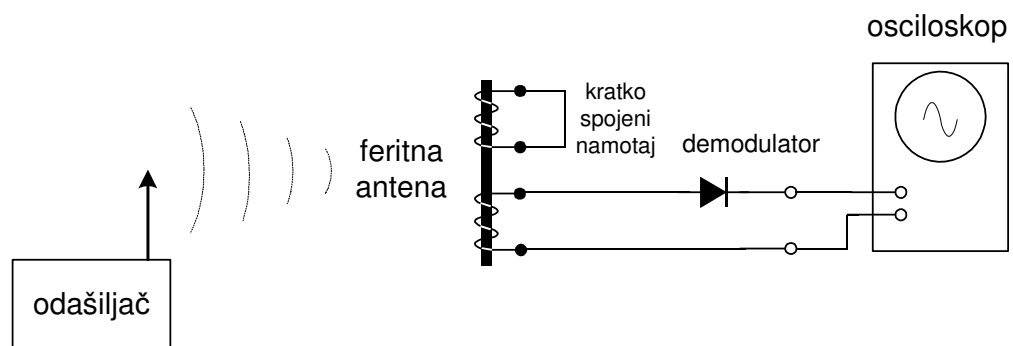 osciloskop
kratko
spojeni
namotaj
demodulator
feritna
antena
odašiljač